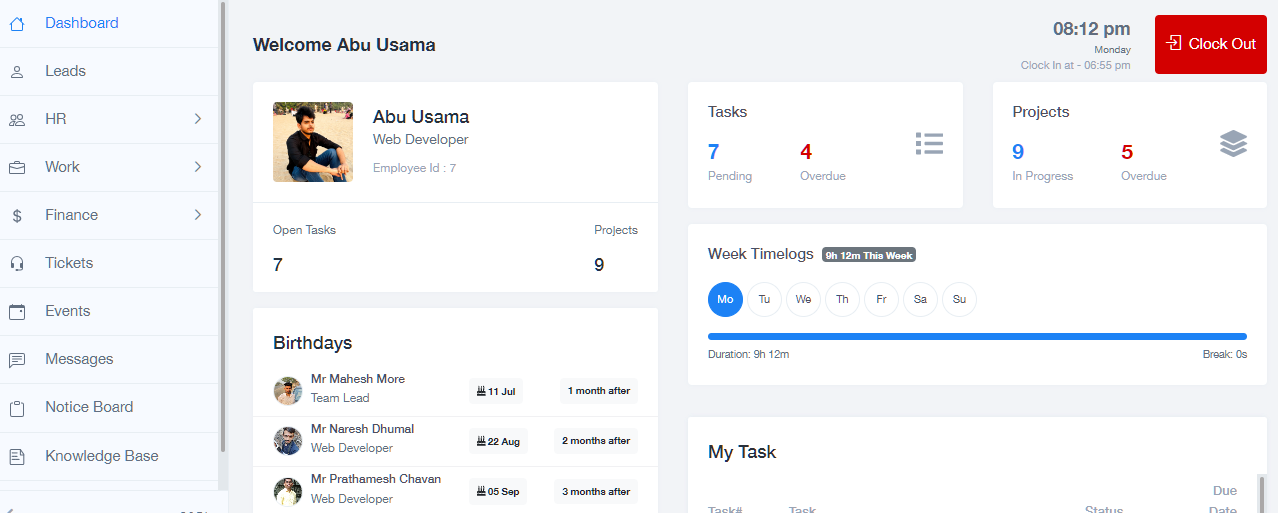 Dashboard
Leads
HR
Work
Finance
Tickets
Events
Messages
Notice Board
Knowledge Base
Welcome Abu Usama
08:12 pm
Monday
Clock In at - 06:55 pm
Clock Out
Abu Usama
Web Developer
Employee Id : 7
Open Tasks
Projects
7
9
Birthdays
Mr Mahesh More
Team Lead
11 Jul
1 month after
Mr Naresh Dhumal
Web Developer
22 Aug
2 months after
Mr Prathamesh Chavan
Web Developer
05 Sep
3 months after
Tasks
7
4
Pending
Overdue
Projects
9
5
In Progress
Overdue
Week Timelogs 9h 12m This Week
Mo Tu We Th Fr Sa Su
Duration: 9h 12m
Break: 0s
My Task
Task#
Task
Status
Due
Date